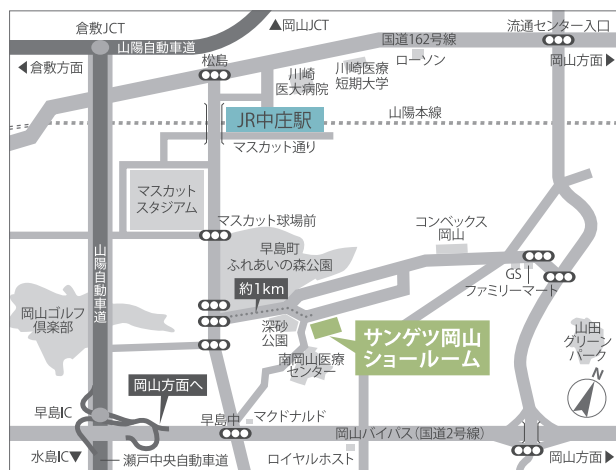 倉敷JCT
▲岡山JCT
流通センター入口
山陽自動車道
国道162号線
◀倉敷方面
松島
ローソン
岡山方面▶
川崎
医大病院
川崎医療
短期大学
JR中庄駅
山陽本線
マスカット通り
マスカット
スタジアム
マスカット球場前
コンベックス
岡山
早島町
ふれあいの森公園
山陽自動車道
約1km
GS
ファミリーマート
岡山ゴルフ
倶楽部
深砂
公園
サンゲツ岡山
ショールーム
山田
グリーン
パーク
南岡山医療
センター
岡山方面へ
N
早島IC
早島中
マクドナルド
岡山バイパス(国道2号線)
水島IC▼
瀬戸中央自動車道
ロイヤルホスト
岡山方面▶